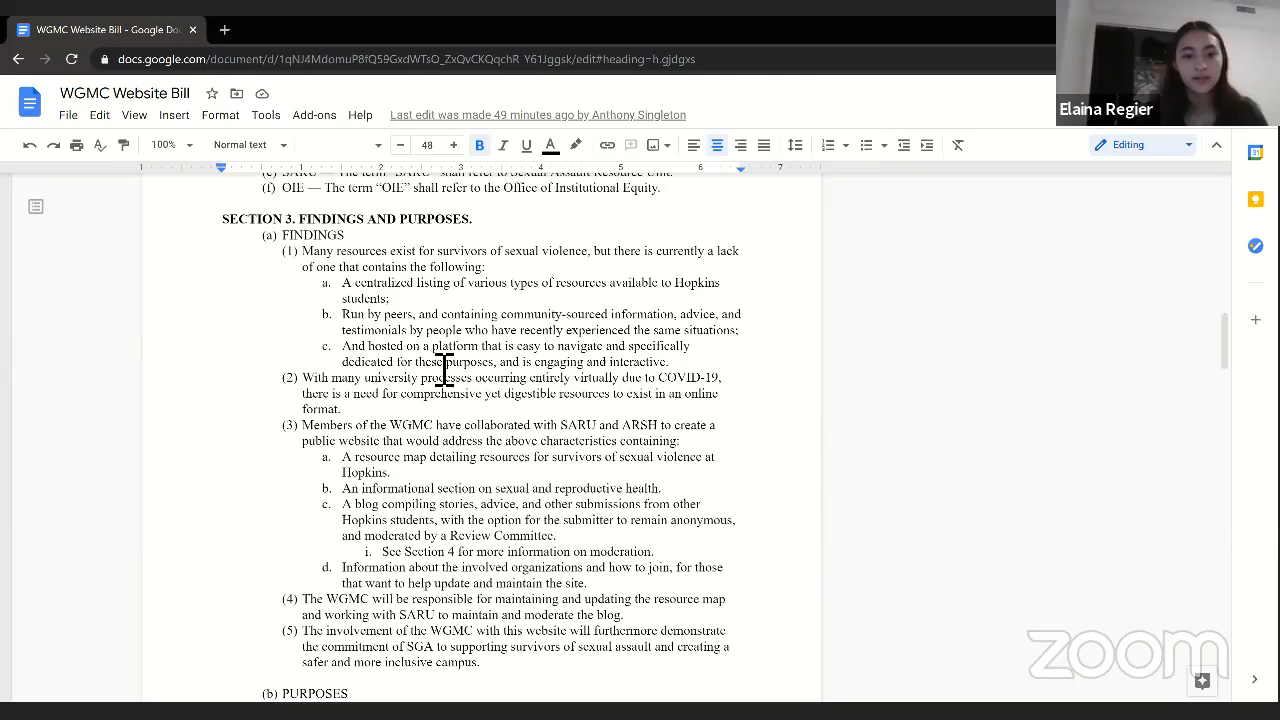 WGMC Website Bill - Google Do
docs.google.com/document/d/1qNJ4MdomuP8fQ59GxdWTsO_ZxQvCKQqchR_Y61Jggsk/edit#heading=h.gjdgxs
Elaina Regier
WGMC Website Bill
File Edit View Insert Format Tools Add-ons Help Last edit was made 49 minutes ago by Anthony Singleton
100% Normal text 48 B I U A Editing
1 1 2 3 4 5 6 7
(e) SARU — The term "SARU" shall refer to Sexual Assault Resource Unit.
(f) OIE — The term “OIE” shall refer to the Office of Institutional Equity.
SECTION 3. FINDINGS AND PURPOSES.
(a) FINDINGS
(1) Many resources exist for survivors of sexual violence, but there is currently a lack
of one that contains the following:
a. A centralized listing of various types of resources available to Hopkins
students;
b. Run by peers, and containing community-sourced information, advice, and
testimonials by people who have recently experienced the same situations;
c. And hosted on a platform that is easy to navigate and specifically
dedicated for these purposes, and is engaging and interactive.
(2) With many university processes occurring entirely virtually due to COVID-19,
there is a need for comprehensive yet digestible resources to exist in an online
format.
(3) Members of the WGMC have collaborated with SARU and ARSH to create a
public website that would address the above characteristics containing:
a. A resource map detailing resources for survivors of sexual violence at
Hopkins.
b. An informational section on sexual and reproductive health.
c. A blog compiling stories, advice, and other submissions from other
Hopkins students, with the option for the submitter to remain anonymous,
and moderated by a Review Committee.
i. See Section 4 for more information on moderation.
d. Information about the involved organizations and how to join, for those
that want to help update and maintain the site.
(4) The WGMC will be responsible for maintaining and updating the resource map
and working with SARU to maintain and moderate the blog.
(5) The involvement of the WGMC with this website will furthermore demonstrate
the commitment of SGA to supporting survivors of sexual assault and creating a
safer and more inclusive campus.
(b) PURPOSES
zoom
31